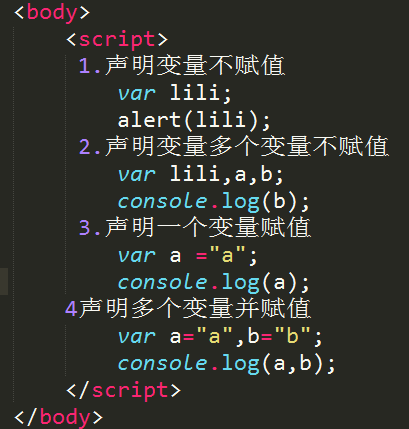 <body>
<script>
1.声明变量不赋值
var lili;
alert(lili);
2.声明变量多个变量不赋值
var lili,a,b;
console.log(b);
3.声明一个变量赋值
var a ="a";
console.log(a);
4声明多个变量并赋值
var a="a",b="b";
console.log(a,b);
</script>
</body>